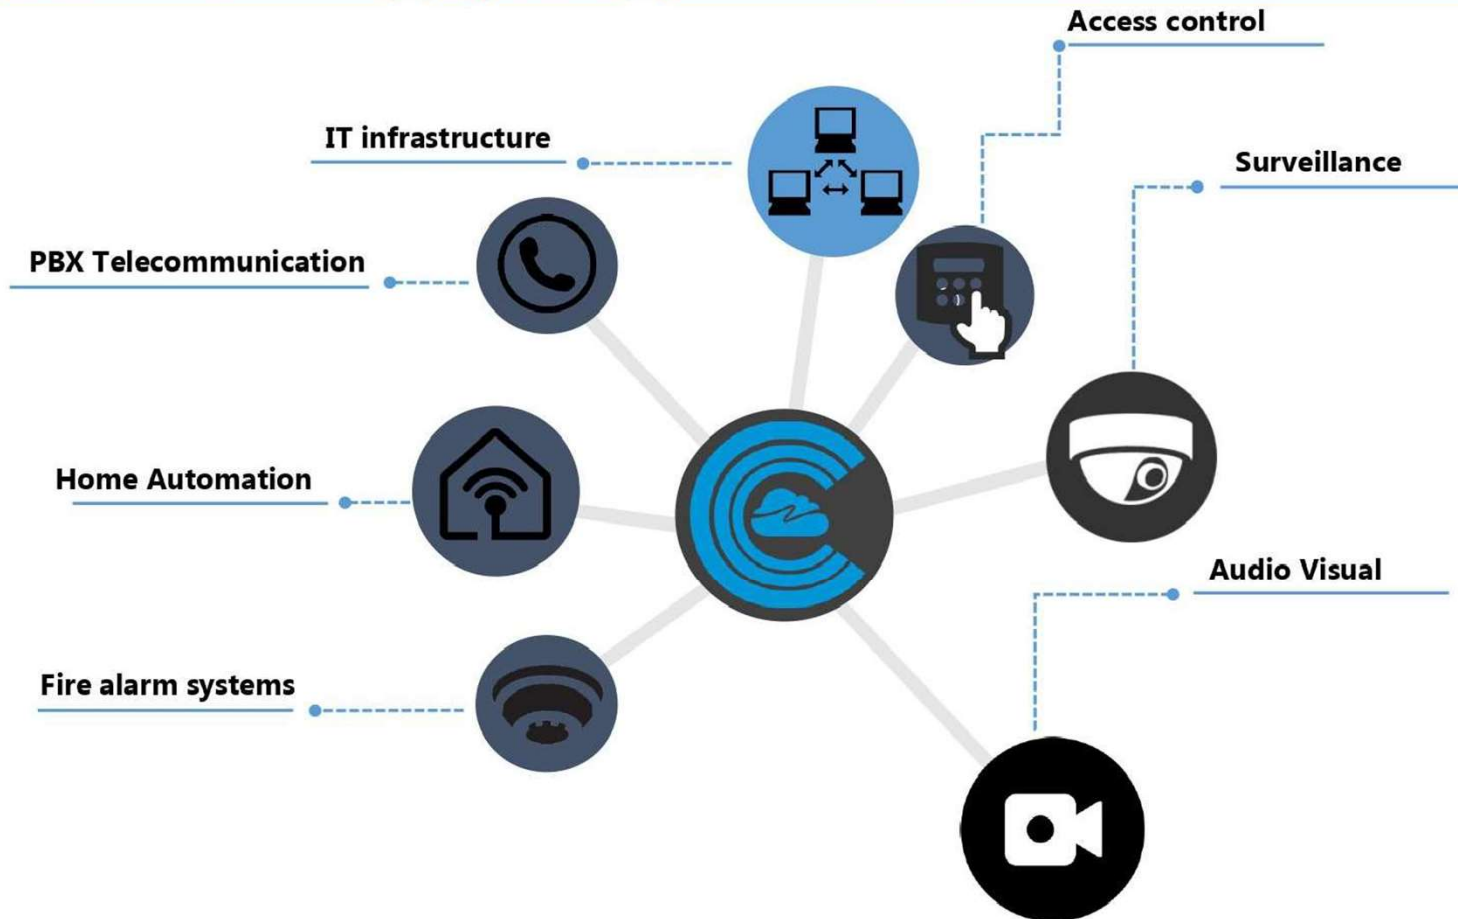 Access control
IT infrastructure
Surveillance
PBX Telecommunication
Home Automation
Audio Visual
Fire alarm systems